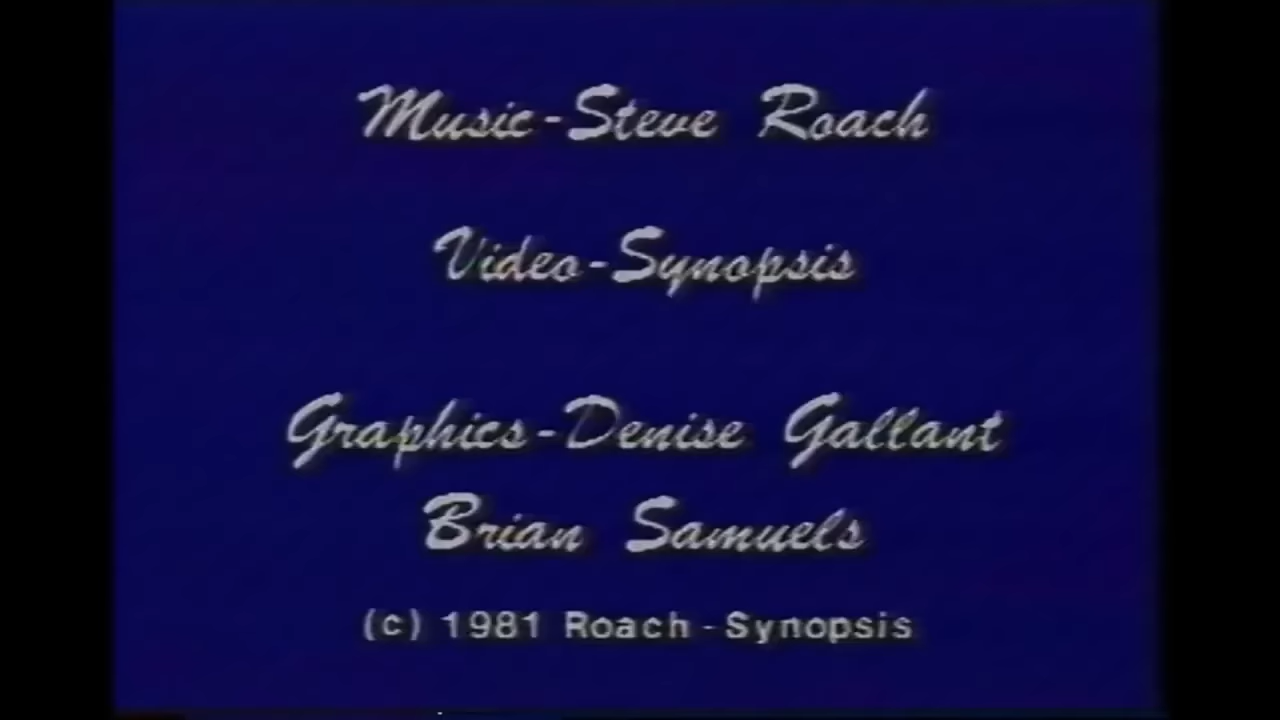 Music-Steve Roach
Video-Synopsis
Graphics-Denise Gallant
Brian Samuels
(c) 1981 Roach-Synopsis